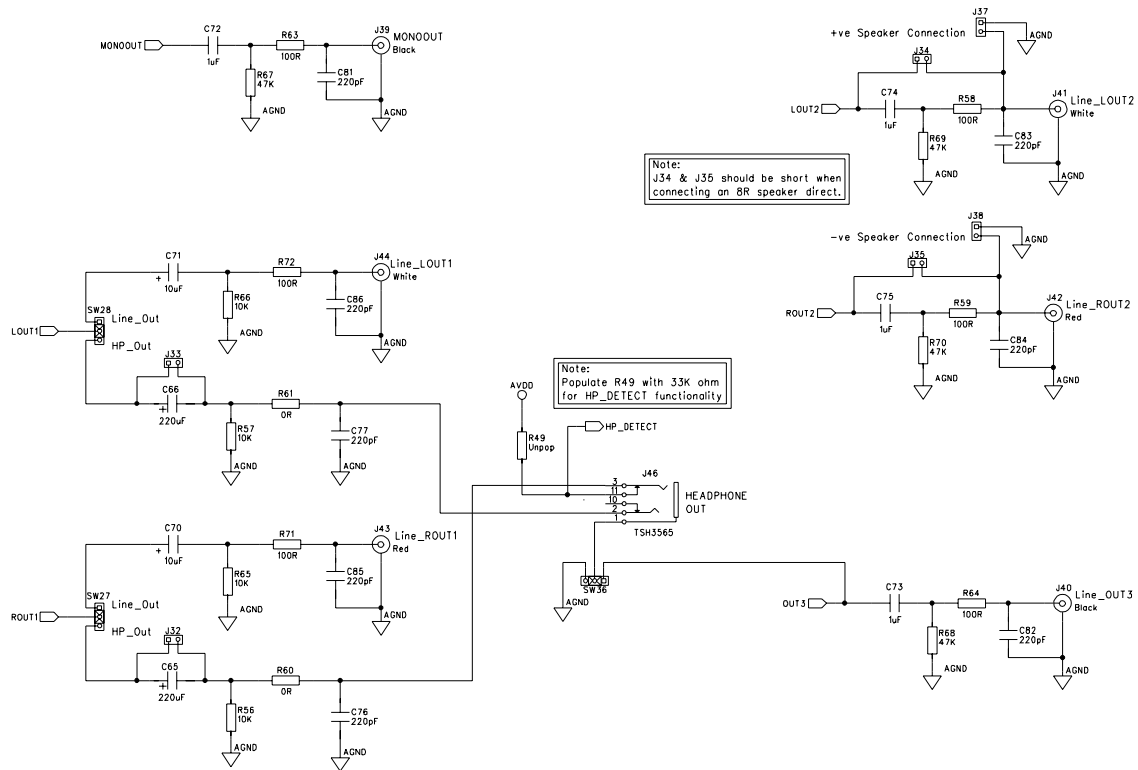 MONOOUT
C72
1uF
R63
100R
R67
47K
AGND
C81
220pF
J39
MONOOUT
Black
AGND
J37
AGND
+ve Speaker Connection
J34
LOUT2
C74
1uF
R58
100R
R69
47K
AGND
C83
220pF
J41
Line_LOUT2
White
AGND
Note:
J34 & J35 should be short when
connecting an 8R speaker direct.
J38
AGND
-ve Speaker Connection
J35
ROUT2
C75
1uF
R59
100R
R70
47K
AGND
C84
220pF
J42
Line_ROUT2
Red
AGND
C71
+
10uF
R72
100R
R66
10K
AGND
C86
220pF
J44
Line_LOUT1
White
AGND
LOUT1
SW28
Line_Out
HP_Out
J33
C66
+
220uF
R61
0R
R57
10K
AGND
C77
220pF
AGND
Note:
Populate R49 with 33K ohm
for HP_DETECT functionality
AVDD
R49
Unpop
HP_DETECT
J46
3
11
10
2
1
HEADPHONE
OUT
TSH3565
SW36
AGND
C70
+
10uF
R71
100R
R65
10K
AGND
C85
220pF
J43
Line_ROUT1
Red
AGND
ROUT1
SW27
Line_Out
HP_Out
J32
C65
+
220uF
R60
0R
R56
10K
AGND
C76
220pF
AGND
OUT3
C73
1uF
R64
100R
R68
47K
AGND
C82
220pF
J40
Line_OUT3
Black
AGND